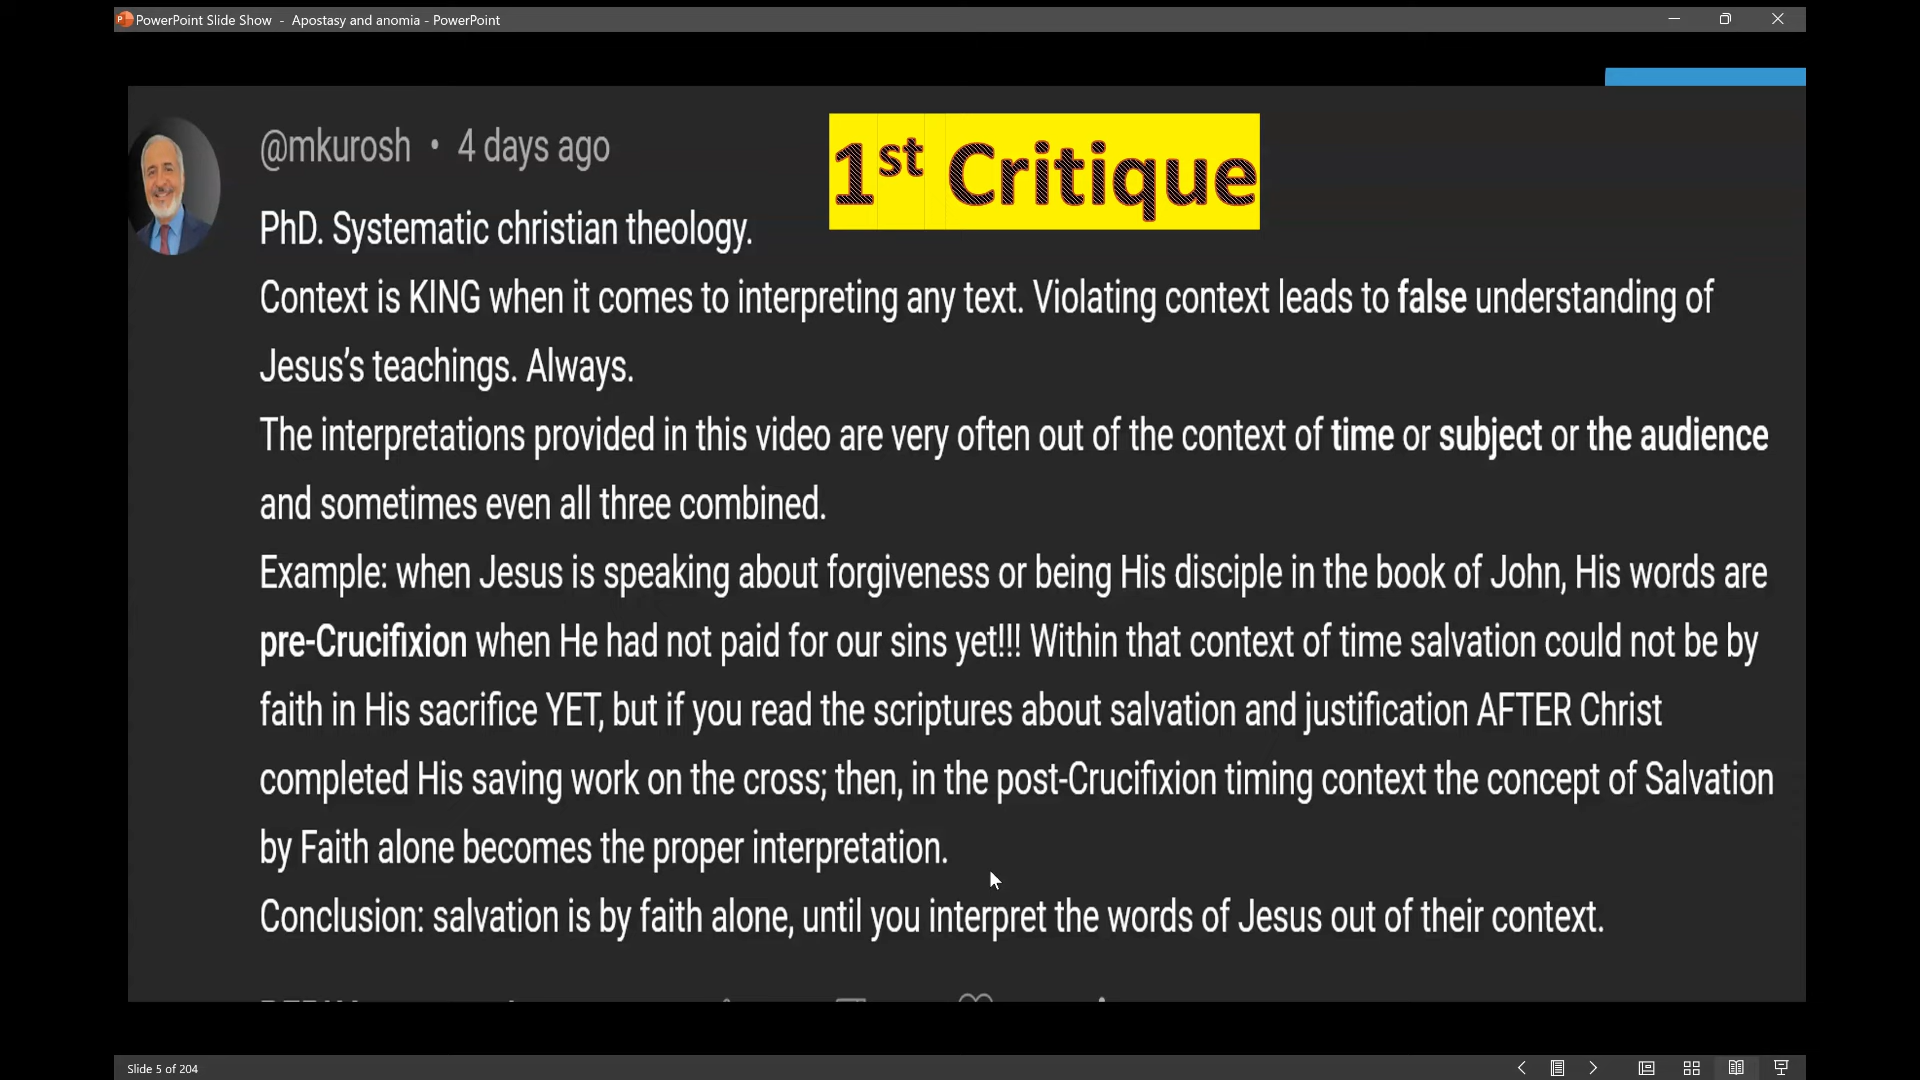 PowerPoint Slide Show - Apostasy and anomia - PowerPoint
@mkurosh • 4 days ago
1st Critique
PhD. Systematic christian theology.
Context is KING when it comes to interpreting any text. Violating context leads to false understanding of
Jesus's teachings. Always.
The interpretations provided in this video are very often out of the context of time or subject or the audience
and sometimes even all three combined.
Example: when Jesus is speaking about forgiveness or being His disciple in the book of John, His words are
pre-Crucifixion when He had not paid for our sins yet!!! Within that context of time salvation could not be by
faith in His sacrifice YET, but if you read the scriptures about salvation and justification AFTER Christ
completed His saving work on the cross; then, in the post-Crucifixion timing context the concept of Salvation
by Faith alone becomes the proper interpretation.
Conclusion: salvation is by faith alone, until you interpret the words of Jesus out of their context.
Slide 5 of 204